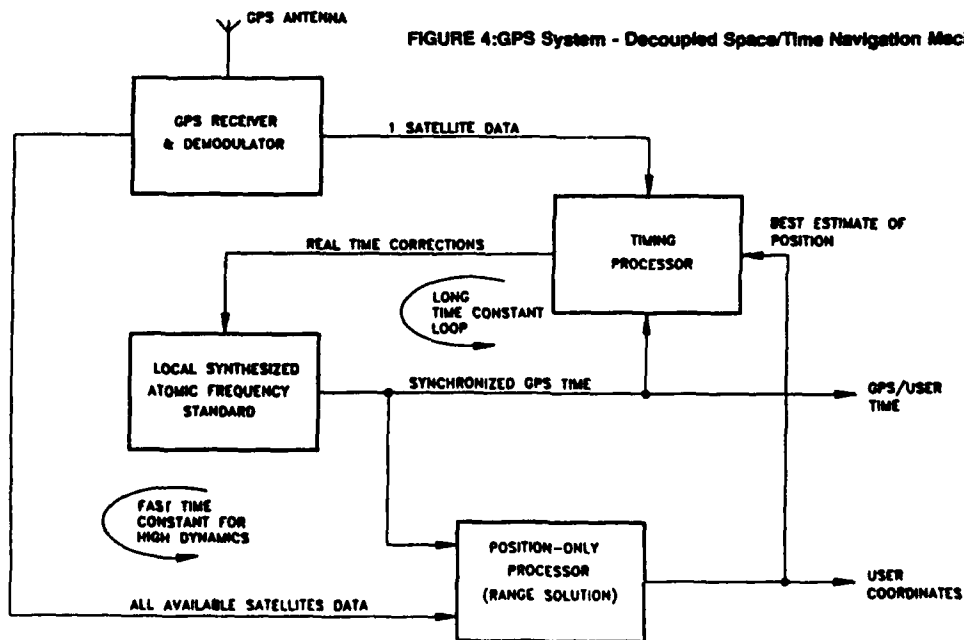 GPS ANTENNA
FIGURE 4:GPS System - Decoupled Space/Time Navigation
GPS RECEIVER
& DEMODULATOR
1 SATELLITE DATA
BEST ESTIMATE OF
POSITION
REAL TIME CORRECTIONS
TIMING
PROCESSOR
LONG
TIME CONSTANT
LOOP
LOCAL SYNTHESIZED
ATOMIC FREQUENCY
STANDARD
SYNCHRONIZED GPS TIME
GPS/USER
TIME
FAST TIME
CONSTANT FOR
HIGH DYNAMICS
POSITION-ONLY
PROCESSOR
(RANGE SOLUTION)
USER
COORDINATES
ALL AVAILABLE SATELLITES DATA